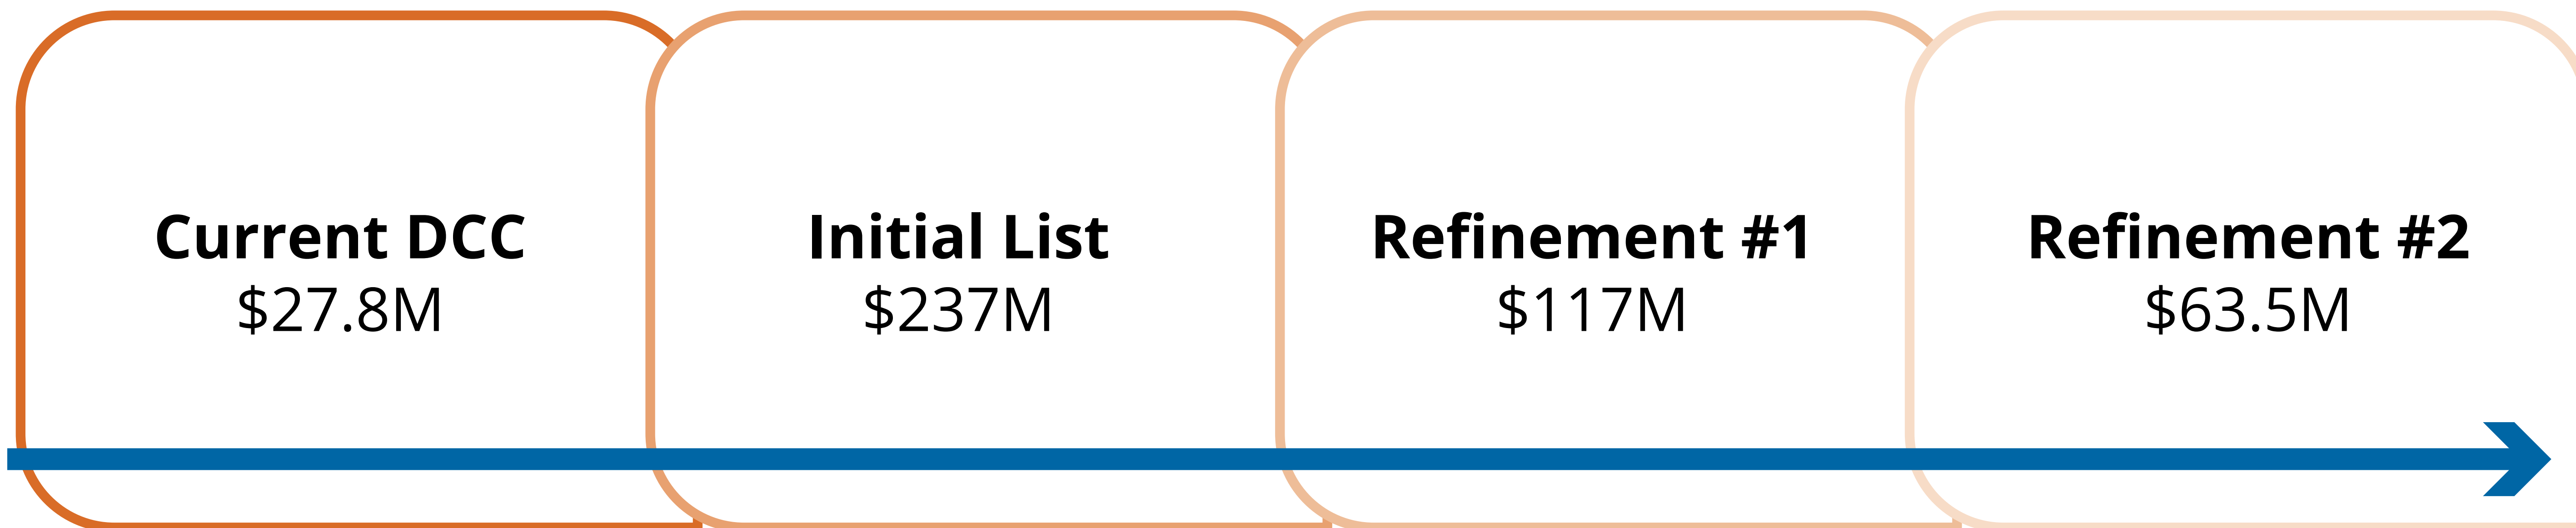 Current DCC
$27.8M
Initial List
$237M
Refinement #1
$117M
Refinement #2
$63.5M